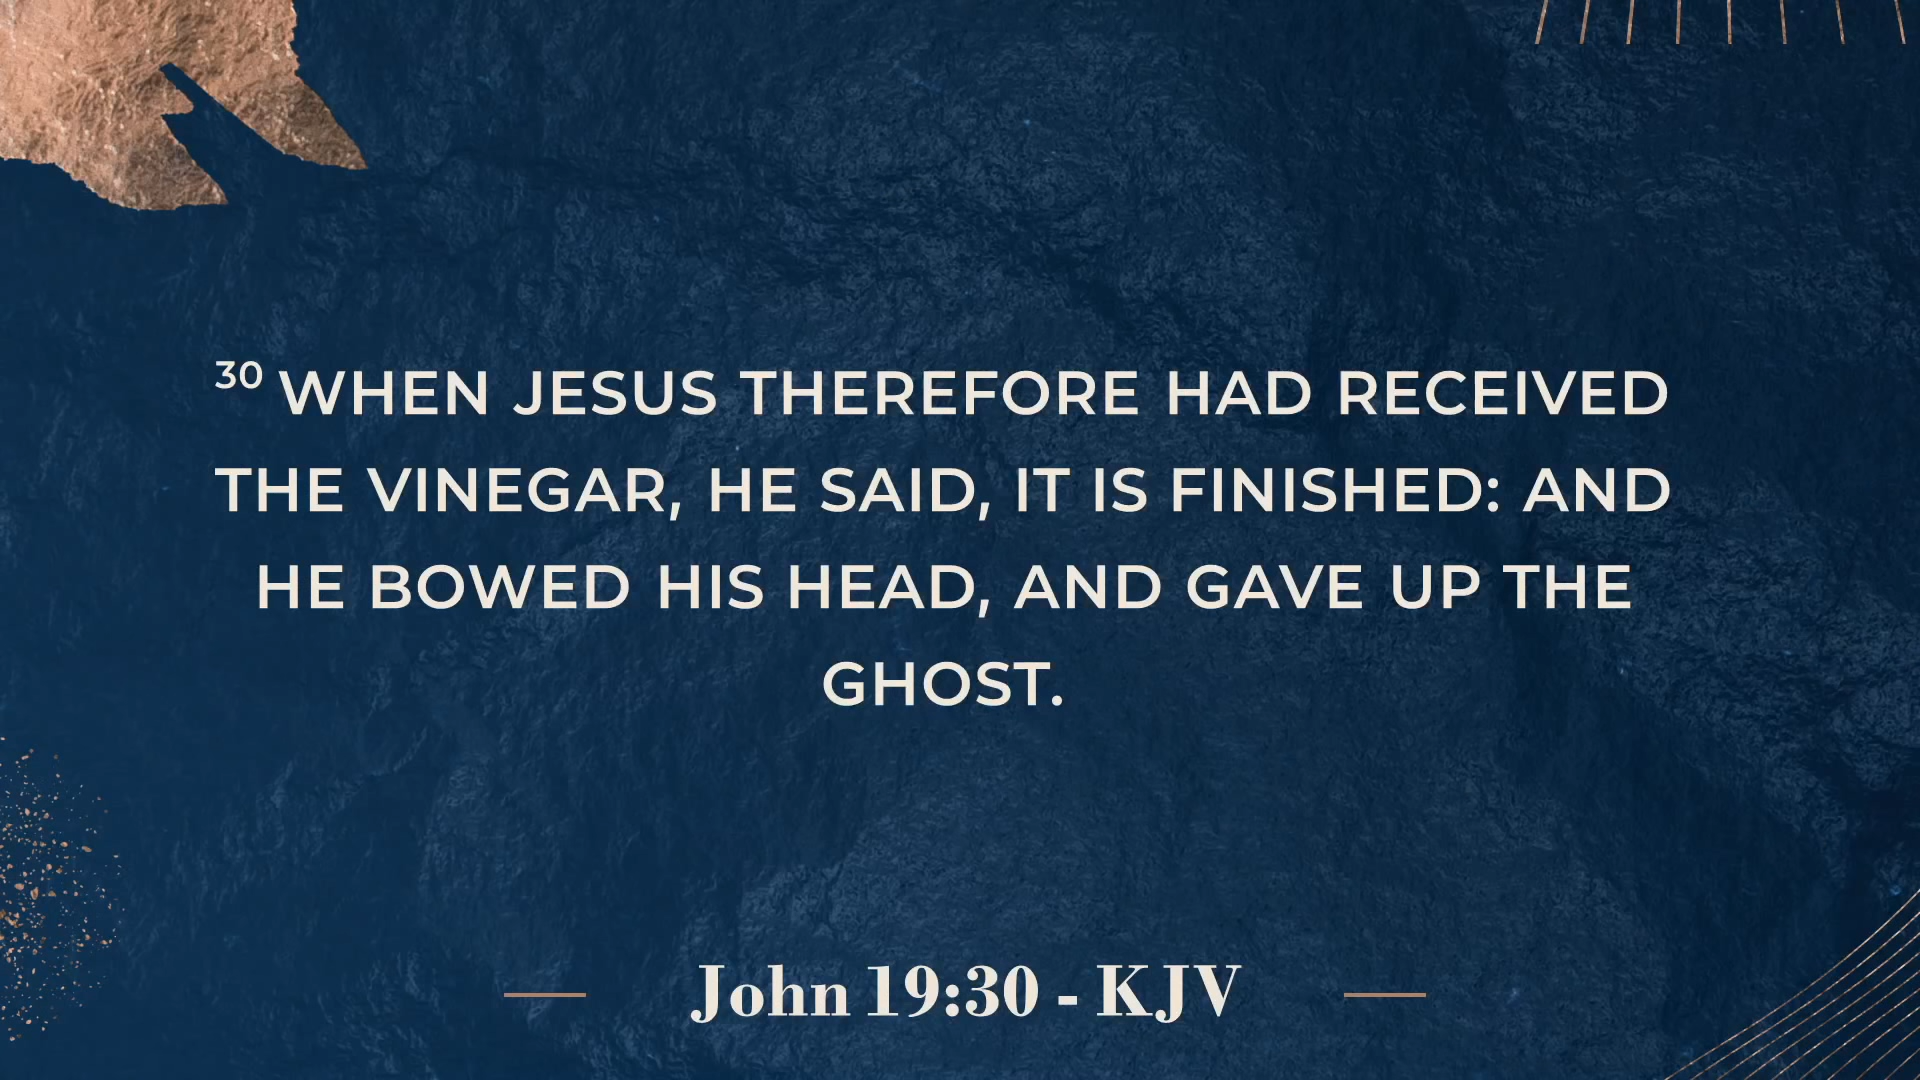 30 WHEN JESUS THEREFORE HAD RECEIVED
THE VINEGAR, HE SAID, IT IS FINISHED: AND
HE BOWED HIS HEAD, AND GAVE UP THE
GHOST.
John 19:30 - KJV